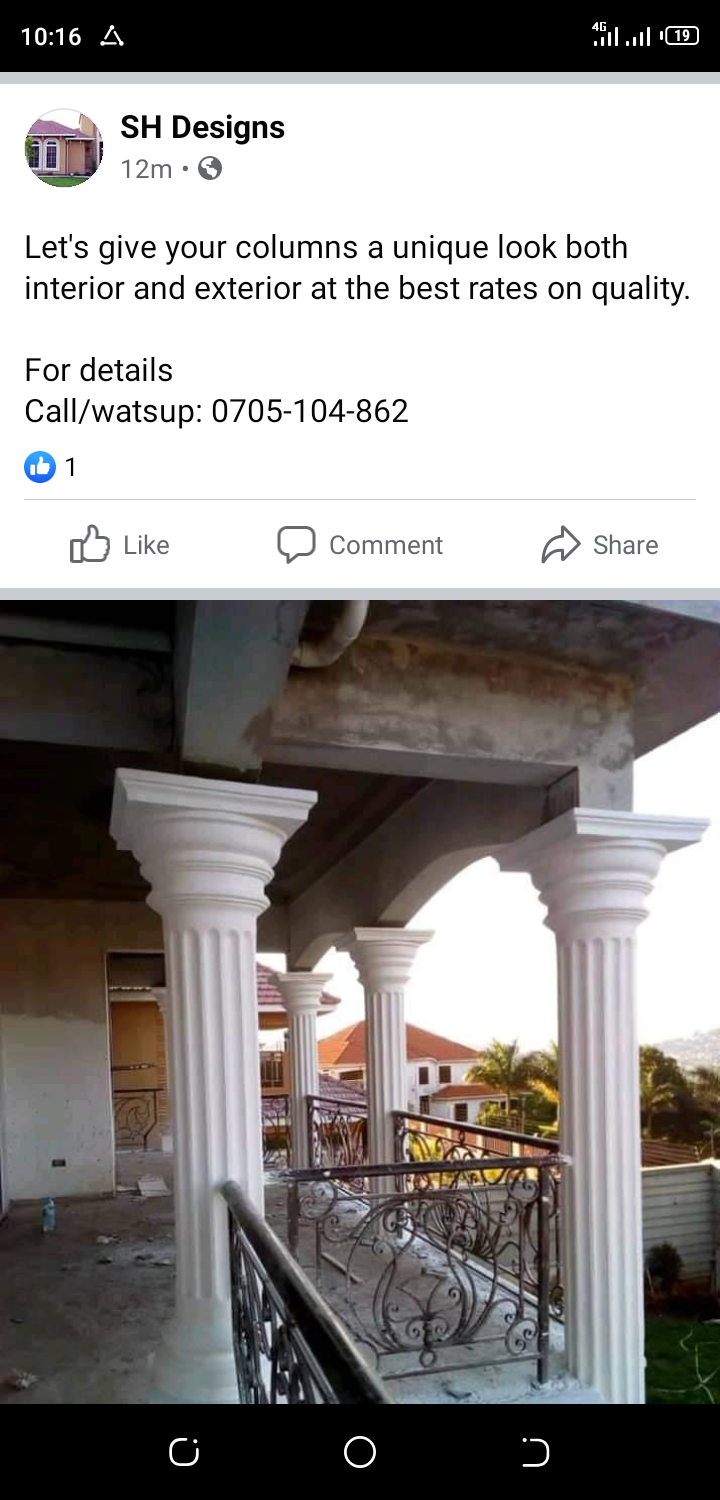 10:16
4G
19
SH Designs
12m •
Let's give your columns a unique look both
interior and exterior at the best rates on quality.
For details
Call/watsup: 0705-104-862
1
Like
Comment
Share